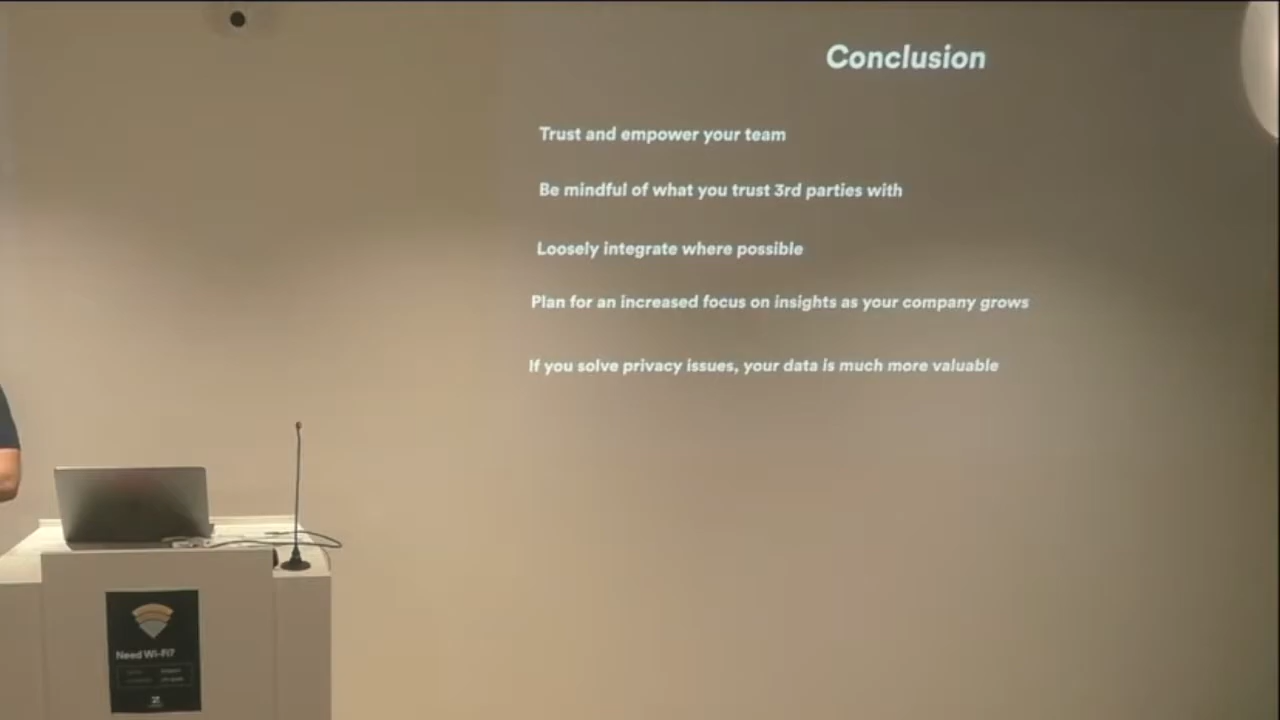 Conclusion
Trust and empower your team
Be mindful of what you trust 3rd parties with
Loosely integrate where possible
Plan for an increased focus on insights as your company grows
If you solve privacy issues, your data is much more valuable
Need Wi-Fi?